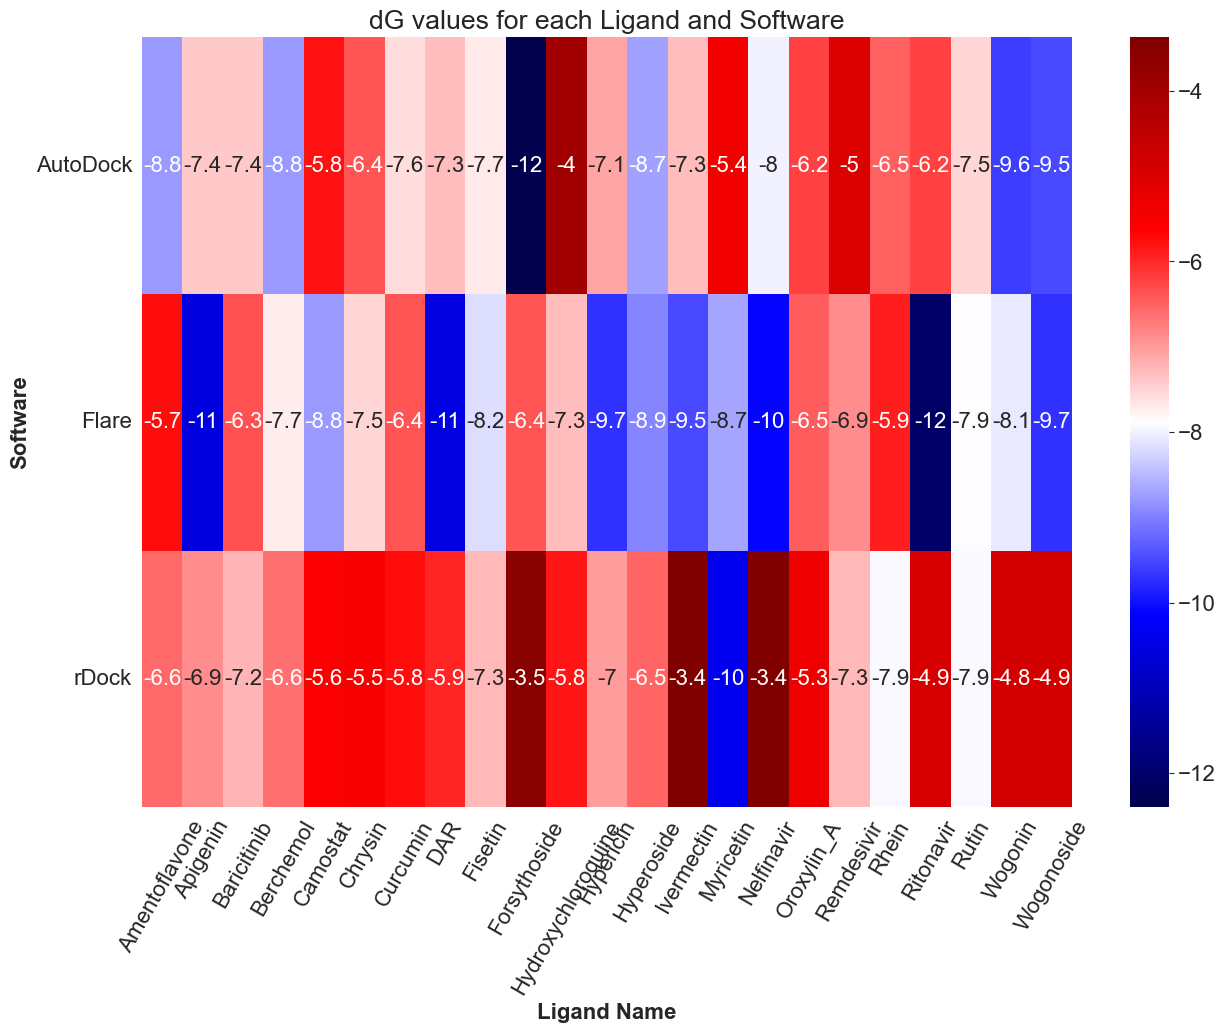 dG values for each Ligand and Software
AutoDock
-8.8 -7.4 -7.4 -8.8 -5.8 -6.4 -7.6 -7.3 -7.7 -12 -4 -7.1 -8.7 -7.3 -5.4 -8 -6.2 -5 -6.5 -6.2 -7.5 -9.6 -9.5
Flare
-5.7 -11 -6.3 -7.7 -8.8 -7.5 -6.4 -11 -8.2 -6.4 -7.3 -9.7 -8.9 -9.5 -8.7 -10 -6.5 -6.9 -5.9 -12 -7.9 -8.1 -9.7
rDock
-6.6 -6.9 -7.2 -6.6 -5.6 -5.5 -5.8 -5.9 -7.3 -3.5 -5.8 -7 -6.5 -3.4 -10 -3.4 -5.3 -7.3 -7.9 -4.9 -7.9 -4.8 -4.9
Software
Amentoflavone
Apigenin
Baricitinib
Berchemol
Camostat
Chrysin
Curcumin
DAR
Fisetin
Forsythoside
Hydroxychloroquine
Hypericin
Hyperoside
Ivermectin
Myricetin
Nelfinavir
Oroxylin_A
Remdesivir
Rhein
Ritonavir
Rutin
Wogonin
Wogonoside
Ligand Name
−4
−6
−8
−10
−12